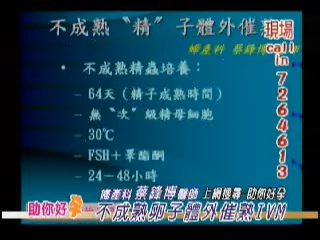 不成熟〝精〞子體外催熟
婦產科 蔡鋒博
• 不成熟精蟲培養：
– 64天（精子成熟時間）
– 無〝次〞級精母細胞
– 30℃
– FSH＋睪酯酮
– 24－48小時
現場
call
in
7264613
婦產科 蔡鋒博醫師 上網搜尋 助你好孕
助你好孕
不成熟卵子體外催熟IVM